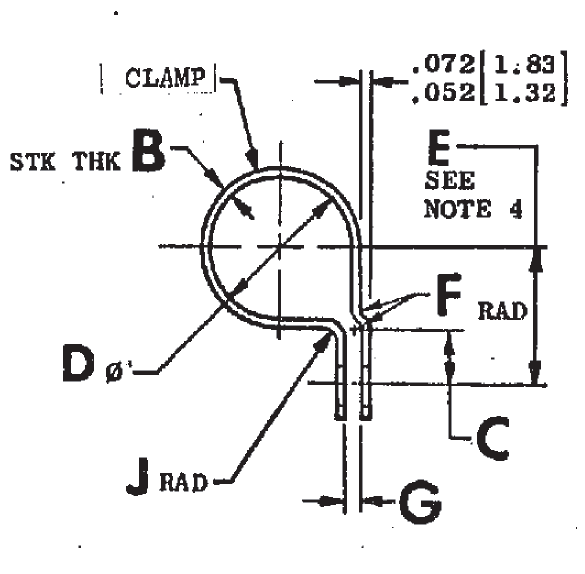 CLAMP
.072[1.83]
.052[1.32]
STK THK B
E
SEE
NOTE 4
F RAD
D Ø
C
J RAD
G